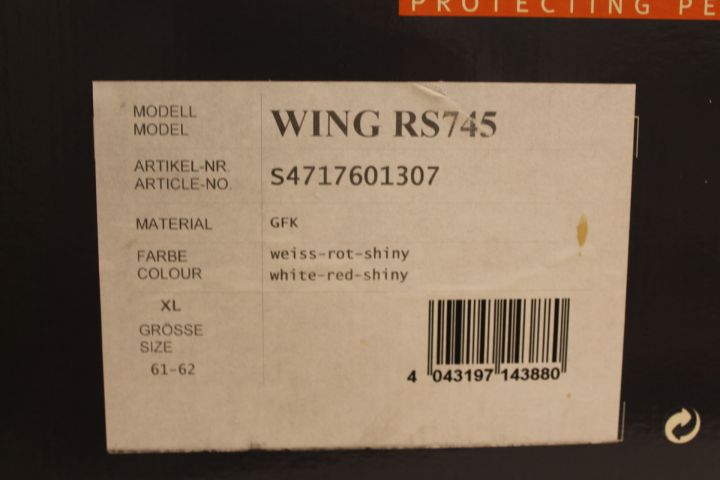 PROTECTING PE
MODELL
MODEL
WING RS745
ARTIKEL-NR.
ARTICLE-NO.
S4717601307
MATERIAL
GFK
FARBE
COLOUR
weiss-rot-shiny
white-red-shiny
XL
GRÖSSE
SIZE
61-62
4 043197 143880